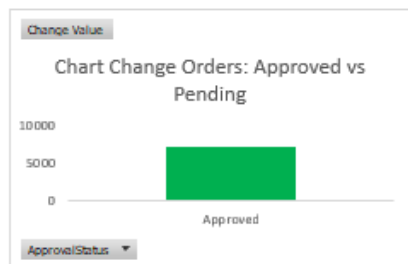 Change Value
Chart Change Orders: Approved vs
Pending
10000
5000
0
Approved
ApprovalStatus